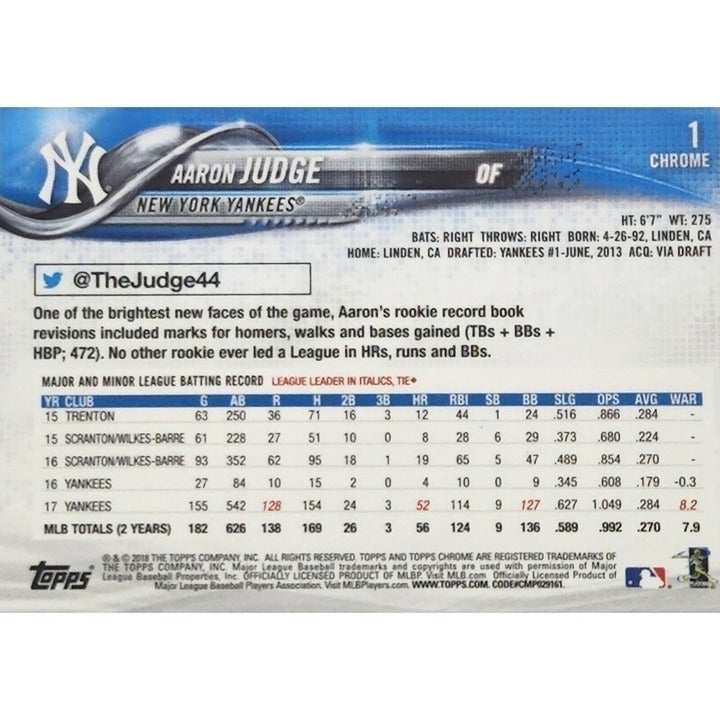 NY
AARON JUDGE
OF
1
CHROME
NEW YORK YANKEES®
HT: 6'7" WT: 275
BATS: RIGHT THROWS: RIGHT BORN: 4-26-92, LINDEN, CA
HOME: LINDEN, CA DRAFTED: YANKEES #1-JUNE, 2013 ACQ: VIA DRAFT
@TheJudge44
One of the brightest new faces of the game, Aaron's rookie record book
revisions included marks for homers, walks and bases gained (TBs + BBs +
HBP; 472). No other rookie ever led a League in HRs, runs and BBs.
MAJOR AND MINOR LEAGUE BATTING RECORD LEAGUE LEADER IN ITALICS, TIE♦
YR CLUB G AB R H 2B 3B HR RBI SB BB SLG OPS AVG WAR
15 TRENTON 63 250 36 71 16 3 12 44 1 24 .516 .866 .284 -
15 SCRANTON/WILKES-BARRE 61 228 27 51 10 0 8 28 6 29 .373 .680 .224 -
16 SCRANTON/WILKES-BARRE 93 352 62 95 18 1 19 65 5 47 .489 .854 .270 -
16 YANKEES 27 84 10 15 2 0 4 10 0 9 .345 .608 .179 -0.3
17 YANKEES 155 542 128 154 24 3 52 114 9 127 .627 1.049 .284 8.2
MLB TOTALS (2 YEARS) 182 626 138 169 26 3 56 124 9 136 .589 .992 .270 7.9
® & © 2018 THE TOPPS COMPANY, INC. ALL RIGHTS RESERVED. TOPPS AND TOPPS CHROME ARE REGISTERED TRADEMARKS OF
THE TOPPS COMPANY, INC. Major League Baseball trademarks and copyrights are used with permission of Major
League Baseball Properties, Inc. OFFICIALLY LICENSED PRODUCT OF MLBP. Visit MLB.com. Officially Licensed Product of
Major League Baseball Players Association. Visit MLBPlayers.com. WWW.TOPPS.COM. CODE#CMP029161.
TOPPS